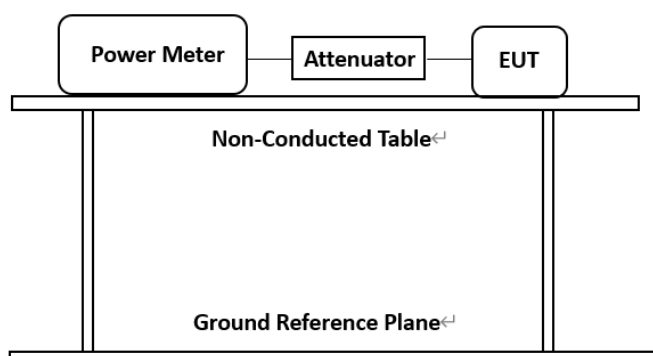 Power Meter
Attenuator
EUT
Non-Conducted Table↵
Ground Reference Plane↵